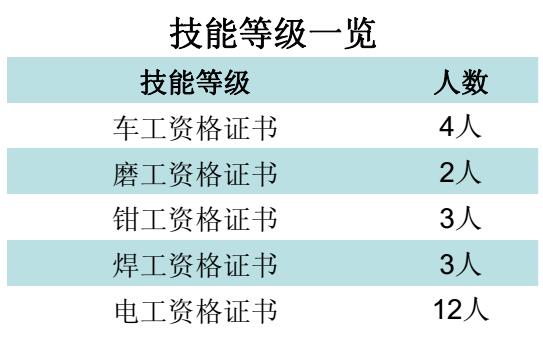 技能等级一览
技能等级 人数
车工资格证书 4人
磨工资格证书 2人
钳工资格证书 3人
焊工资格证书 3人
电工资格证书 12人